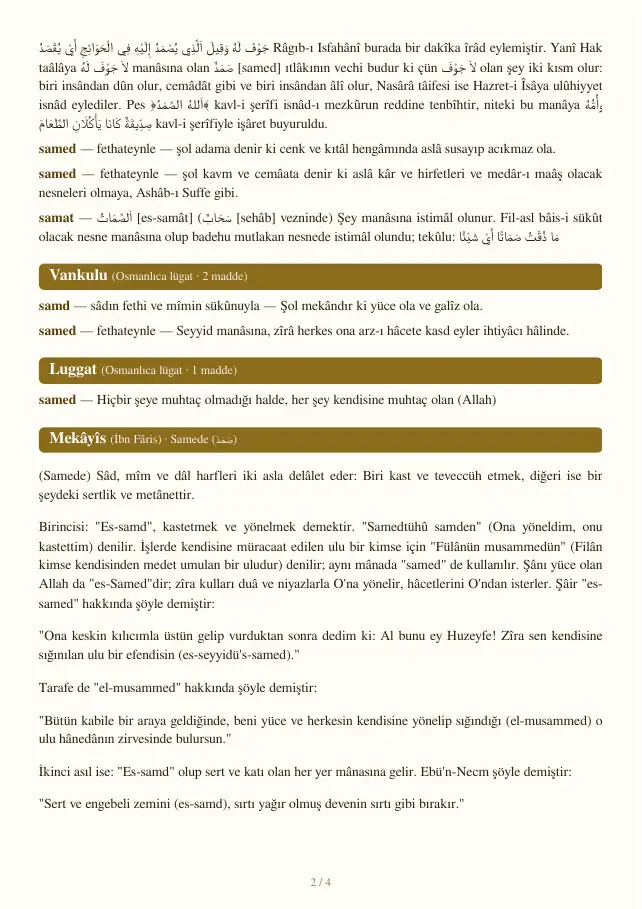 جَوْفَ لَهُ وَقِيلَ اَلَّذِي يُصْمَدُ إِلَيْهِ فِي الْحَوَائِجِ أَيْ يُقْصَدُ Râgıb-ı Isfahânî burada bir dakîka îrâd eylemiştir. Yanî Hak
taâlâya لاَ جَوْفَ لَهُ manâsına olan صَمَدْ [samed] ıtlâkının vechi budur ki çün لاَ جَوْفَ olan şey iki kısm olur:
biri insândan dûn olur, cemâdât gibi ve biri insândan âlî olur, Nasârâ tâifesi ise Hazret-i Îsâya ulûhiyyet
isnâd eylediler. Pes ﴿اَللهُ الصَّمَدُ﴾ kavl-i şerîfi isnâd-ı mezkûrun reddine tenbîhtir, niteki bu manâya وَأُمُّهُ
صِدِّيقَةٌ كَانَا يَأْكُلَانِ الطَّعَامَ kavl-i şerîfiyle işâret buyuruldu.
samed — fethateynle — şol adama denir ki cenk ve kıtâl hengâmında aslâ susayıp acıkmaz ola.
samed — fethateynle — şol kavm ve cemâata denir ki aslâ kâr ve hirfetleri ve medâr-ı maâş olacak
nesneleri olmaya, Ashâb-ı Suffe gibi.
samat — اَلصَّمَاتُ [es-samât] (سَحَابٌ [sehâb] vezninde) Şey manâsına istimâl olunur. Fil-asl bâis-i sükût
olacak nesne manâsına olup badehu mutlakan nesnede istimâl olundu; tekûlu: مَا ذُقْتُ صَمَاتًا أَيْ شَيْئًا
Vankulu (Osmanlıca lügat · 2 madde)
samd — sâdın fethi ve mîmin sükûnuyla — Şol mekândır ki yüce ola ve galîz ola.
samed — fethateynle — Seyyid manâsına, zîrâ herkes ona arz-ı hâcete kasd eyler ihtiyâcı hâlinde.
Luggat (Osmanlıca lügat · 1 madde)
samed — Hiçbir şeye muhtaç olmadığı halde, her şey kendisine muhtaç olan (Allah)
Mekâyîs (İbn Fâris) · Samede (صَمَدَ)
(Samede) Sâd, mîm ve dâl harfleri iki asla delâlet eder: Biri kast ve teveccüh etmek, diğeri ise bir
şeydeki sertlik ve metânettir.
Birincisi: "Es-samd", kastetmek ve yönelmek demektir. "Samedtühû samden" (Ona yöneldim, onu
kastettim) denilir. İşlerde kendisine müracaat edilen ulu bir kimse için "Fülânün musammedün" (Filân
kimse kendisinden medet umulan bir uludur) denilir; aynı mânada "samed" de kullanılır. Şânı yüce olan
Allah da "es-Samed"dir; zîra kulları duâ ve niyazlarla O'na yönelir, hâcetlerini O'ndan isterler. Şâir "es-
samed" hakkında şöyle demiştir:
"Ona keskin kılıcımla üstün gelip vurduktan sonra dedim ki: Al bunu ey Huzeyfe! Zîra sen kendisine
sığınılan ulu bir efendisin (es-seyyidü's-samed)."
Tarafe de "el-musammed" hakkında şöyle demiştir:
"Bütün kabile bir araya geldiğinde, beni yüce ve herkesin kendisine yönelip sığındığı (el-musammed) o
ulu hânedânın zirvesinde bulursun."
İkinci asıl ise: "Es-samd" olup sert ve katı olan her yer mânasına gelir. Ebü'n-Necm şöyle demiştir:
"Sert ve engebeli zemini (es-samd), sırtı yağır olmuş devenin sırtı gibi bırakır."
2 / 4